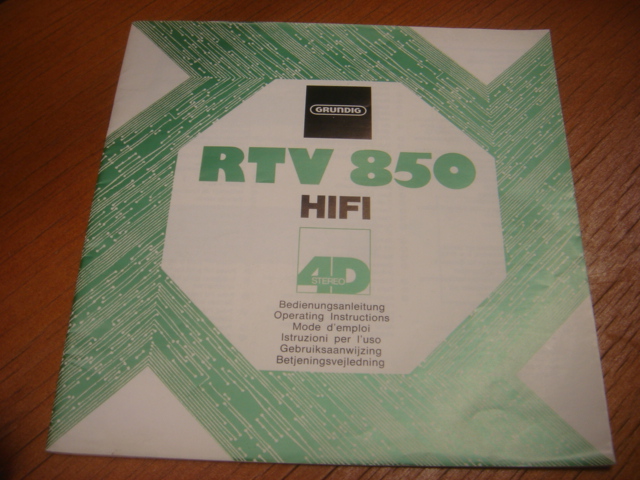 GRUNDIG
RTV 850
HIFI
4D
STEREO
Bedienungsanleitung
Operating Instructions
Mode d'emploi
Istruzioni per l'uso
Gebruiksaanwijzing
Betjeningsvejledning